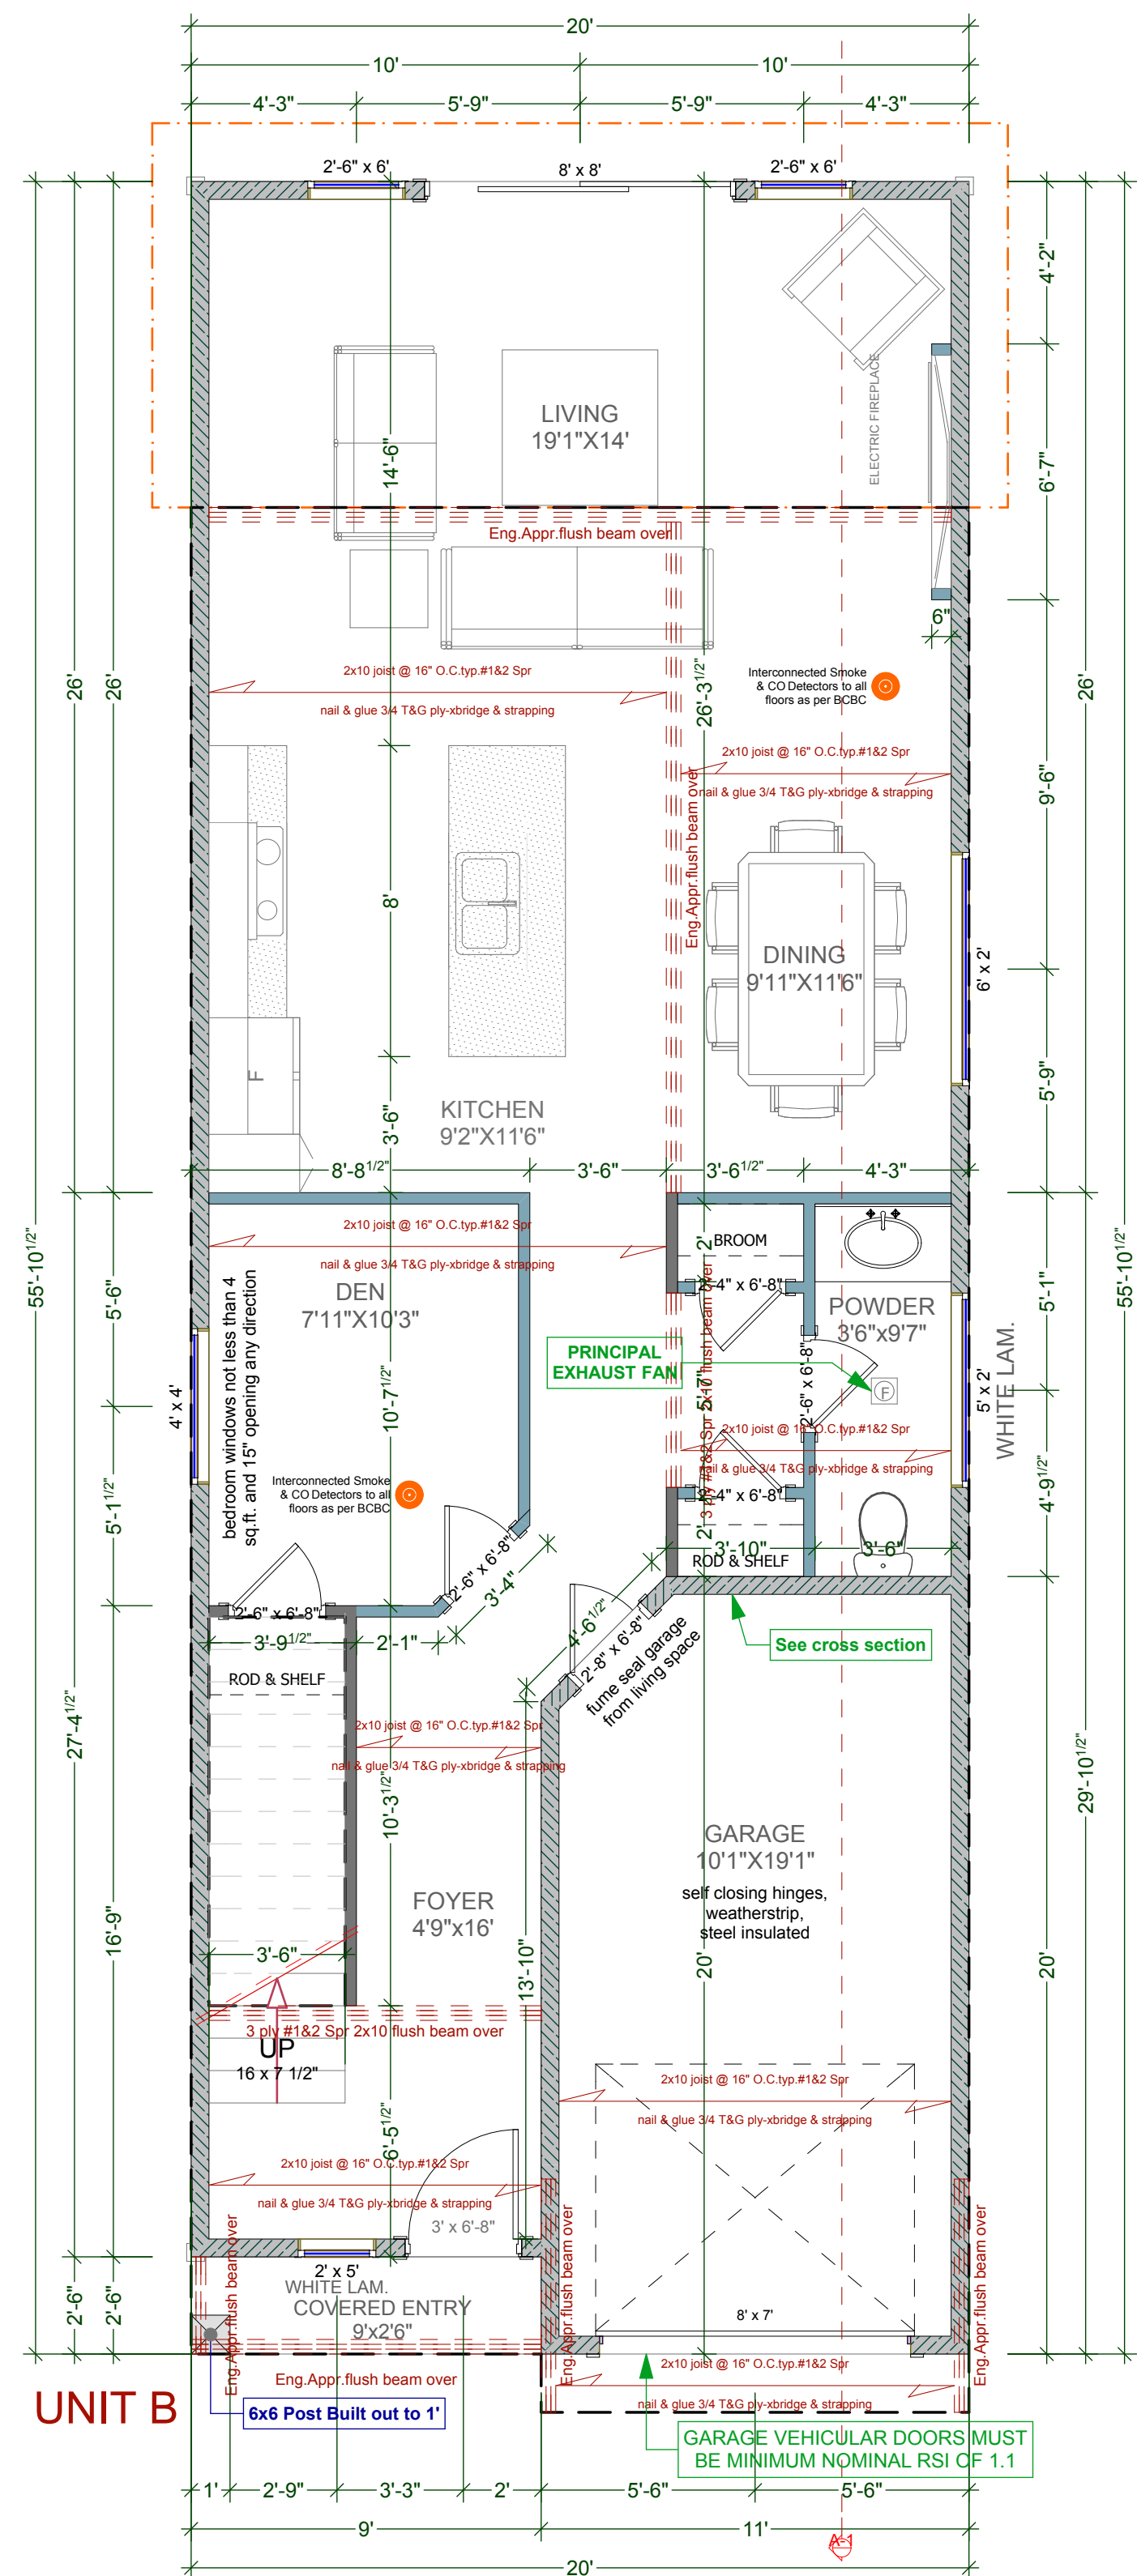 20'
10' 10'
4'-3" 5'-9" 5'-9" 4'-3"
2'-6" x 6' 8' x 8' 2'-6" x 6'
4'-2"
ELECTRIC FIREPLACE
LIVING
19'1"X14'
14'-6"
6'-7"
Eng.Appr.flush beam over
6"
2x10 joist @ 16" O.C.typ.#1&2 Spr
nail & glue 3/4 T&G ply-xbridge & strapping
Interconnected Smoke
& CO Detectors to all
floors as per BCBC
26' 26' 26'-3 1/2" 26'
2x10 joist @ 16" O.C.typ.#1&2 Spr
nail & glue 3/4 T&G ply-xbridge & strapping
9'-6"
Eng.Appr.flush beam over
8'
DINING
9'11"X11'6"
6' x 2'
F
5'-9"
KITCHEN
9'2"X11'6"
3'-6"
8'-8 1/2" 3'-6" 3'-6 1/2" 4'-3"
55'-10 1/2" 55'-10 1/2"
2x10 joist @ 16" O.C.typ.#1&2 Spr
nail & glue 3/4 T&G ply-xbridge & strapping
BROOM
2'
2'-4" x 6'-8"
DEN
7'11"X10'3"
POWDER
3'6"x9'7"
5'-6"
5'-1"
bedroom windows not less than 4
sq.ft. and 15" opening any direction
PRINCIPAL
EXHAUST FAN
F
4' x 4'
10'-7 1/2"
5'-7"
3 ply #1&2 Spr 2x10 flush beam over
2'-6" x 6'-8"
5' x 2'
WHITE LAM.
2x10 joist @ 16" O.C.typ.#1&2 Spr
nail & glue 3/4 T&G ply-xbridge & strapping
Interconnected Smoke
& CO Detectors to all
floors as per BCBC
5'-1 1/2"
4'-9 1/2"
2'-4" x 6'-8"
2'
3'-10" 3'-6"
ROD & SHELF
2'-6" x 6'-8"
3'-4"
2'-6" x 6'-8"
3'-9 1/2" 2'-1"
4'-6 1/2"
2'-8" x 6'-8"
fume seal garage
from living space
See cross section
ROD & SHELF
27'-4 1/2"
2x10 joist @ 16" O.C.typ.#1&2 Spr
nail & glue 3/4 T&G ply-xbridge & strapping
29'-10 1/2"
10'-3 1/2"
GARAGE
10'1"X19'1"
self closing hinges,
weatherstrip,
steel insulated
FOYER
4'9"x16'
16'-9"
3'-6"
13'-10"
20' 20'
3 ply #1&2 Spr 2x10 flush beam over
UP
16 x 7 1/2"
2x10 joist @ 16" O.C.typ.#1&2 Spr
nail & glue 3/4 T&G ply-xbridge & strapping
6'-5 1/2"
2x10 joist @ 16" O.C.typ.#1&2 Spr
nail & glue 3/4 T&G ply-xbridge & strapping
3' x 6'-8"
Eng.Appr.flush beam over
Eng.Appr.flush beam over
Eng.Appr.flush beam over
2' x 5'
WHITE LAM.
COVERED ENTRY
9'x2'6"
2'-6" 2'-6"
8' x 7'
Eng.Appr.flush beam over
2x10 joist @ 16" O.C.typ.#1&2 Spr
nail & glue 3/4 T&G ply-xbridge & strapping
UNIT B
6x6 Post Built out to 1'
GARAGE VEHICULAR DOORS MUST
BE MINIMUM NOMINAL RSI OF 1.1
1' 2'-9" 3'-3" 2' 5'-6" 5'-6"
9' 11'
A-1
20'